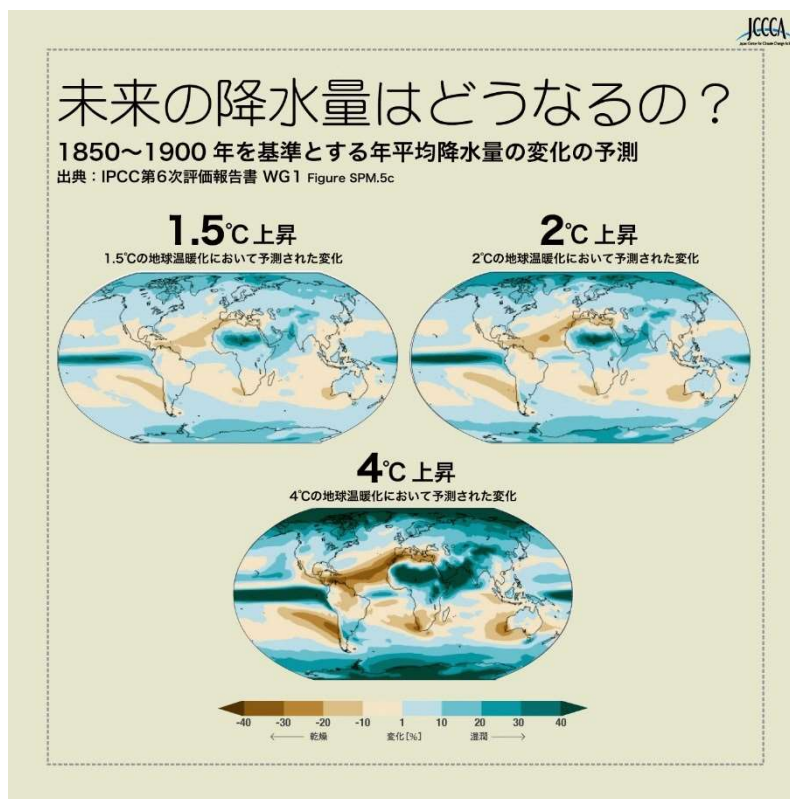 JCCCA
未来の降水量はどうなるの？
1850〜1900 年を基準とする年平均降水量の変化の予測
出典：IPCC第6次評価報告書 WG1 Figure SPM.5c
1.5℃ 上昇
1.5℃の地球温暖化において予測された変化
2℃ 上昇
2℃の地球温暖化において予測された変化
4℃ 上昇
4℃の地球温暖化において予測された変化
-40 -30 -20 -10 1 10 20 30 40
← 乾燥 変化［%］ 湿潤 →